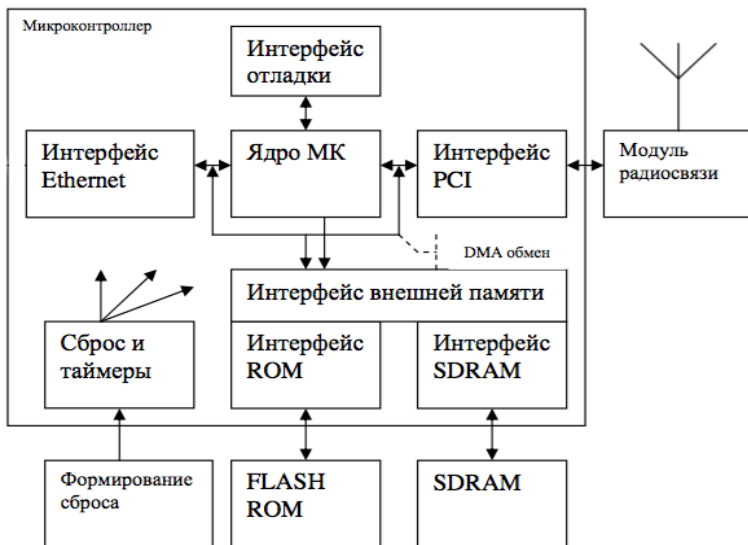 Микроконтроллер
Интерфейс
отладки
Интерфейс
Ethernet
Ядро МК
Интерфейс
PCI
Модуль
радиосвязи
DMA обмен
Интерфейс внешней памяти
Сброс и
таймеры
Интерфейс
ROM
Интерфейс
SDRAM
Формирование
сброса
FLASH
ROM
SDRAM